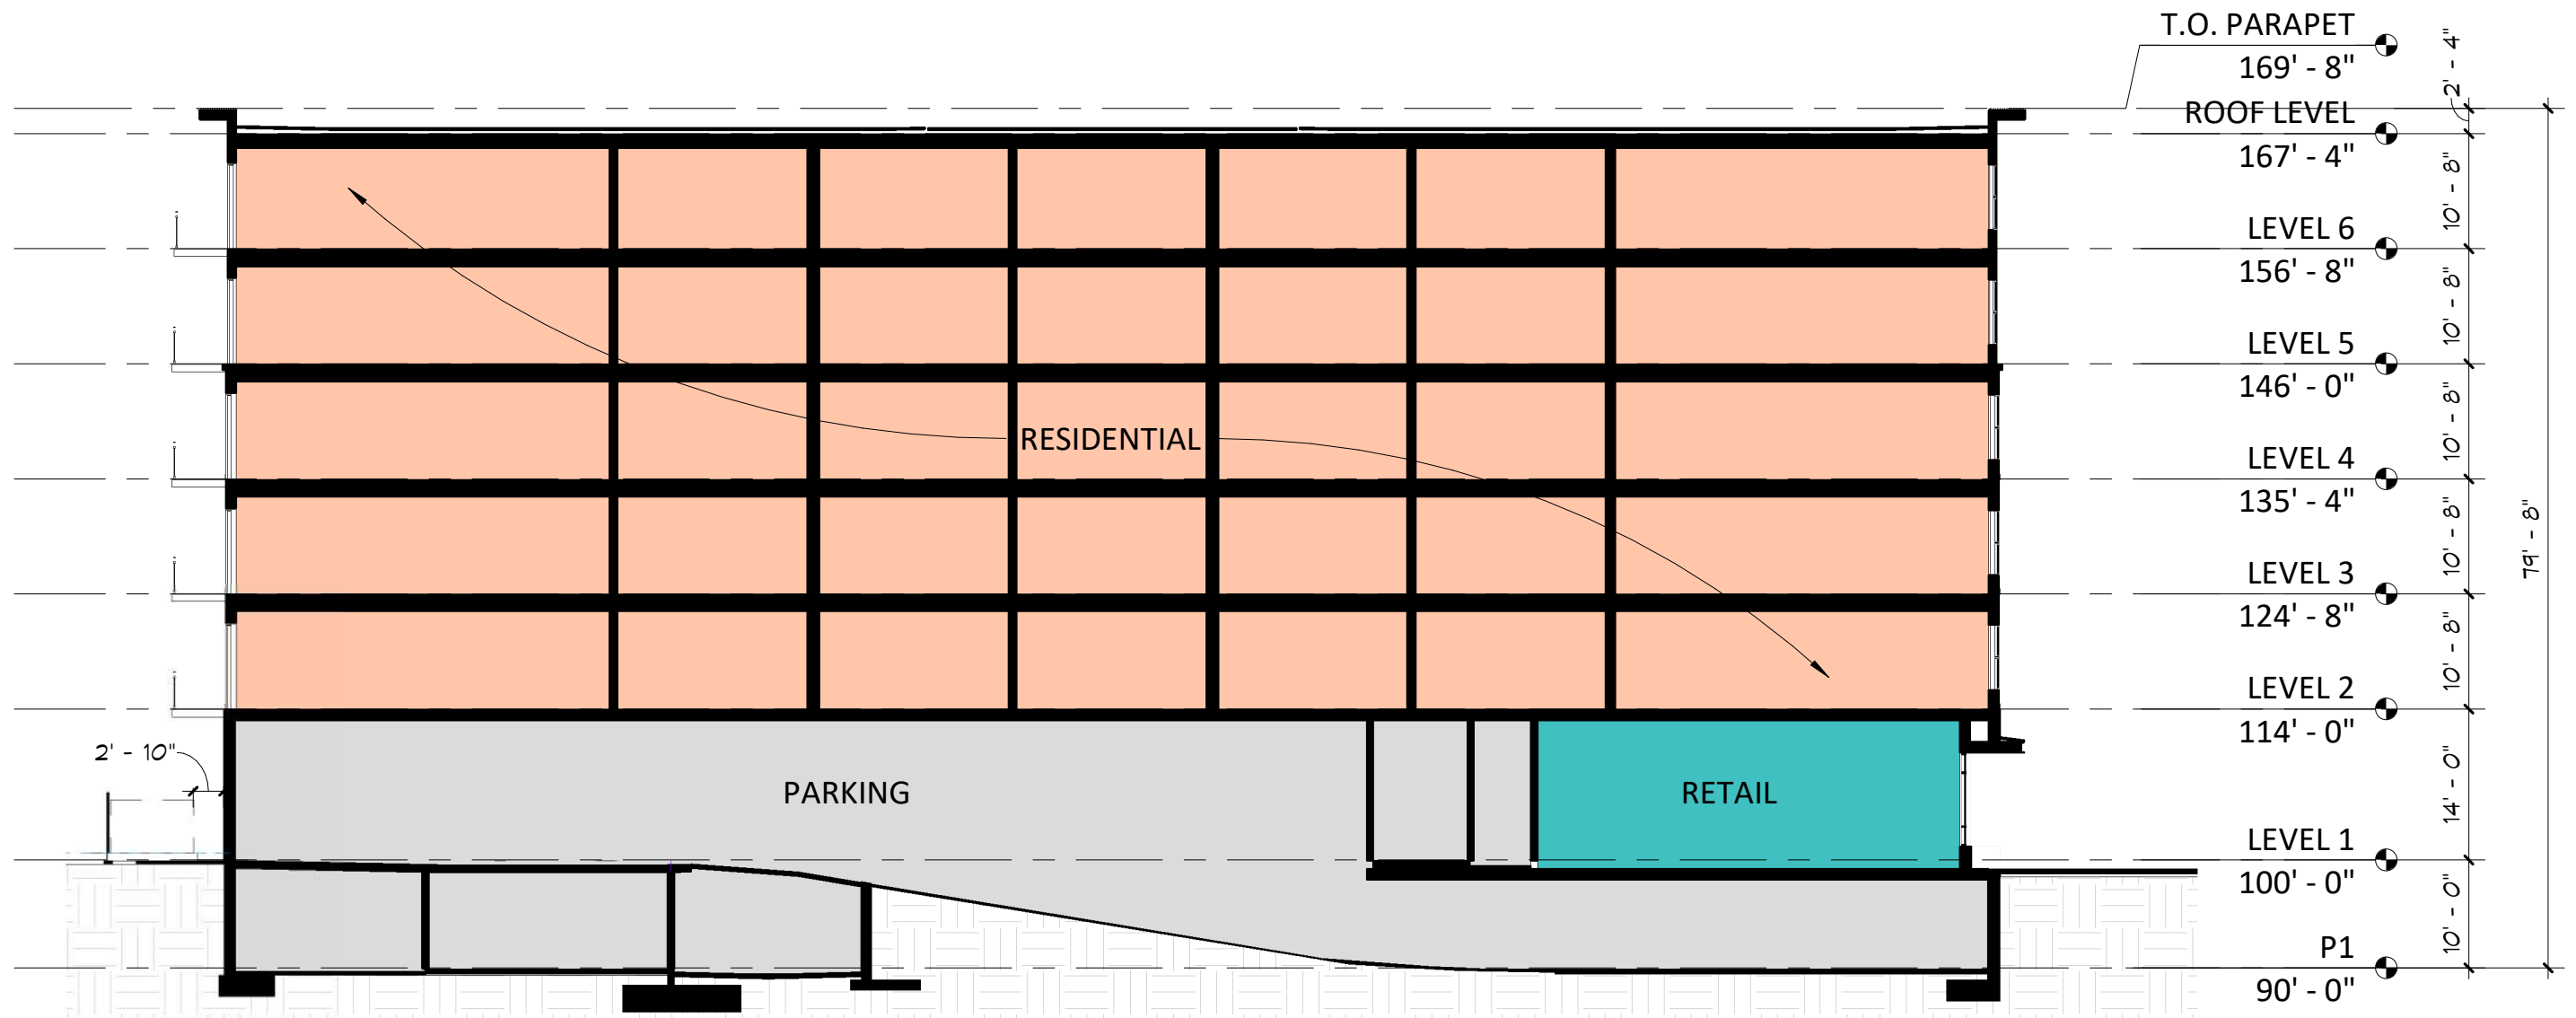 T.O. PARAPET
169' - 8"
2' - 4"
ROOF LEVEL
167' - 4"
10' - 8"
LEVEL 6
156' - 8"
10' - 8"
LEVEL 5
146' - 0"
10' - 8"
RESIDENTIAL
LEVEL 4
135' - 4"
10' - 8"
79' - 8"
LEVEL 3
124' - 8"
10' - 8"
LEVEL 2
114' - 0"
2' - 10"
PARKING
RETAIL
14' - 0"
LEVEL 1
100' - 0"
10' - 0"
P1
90' - 0"